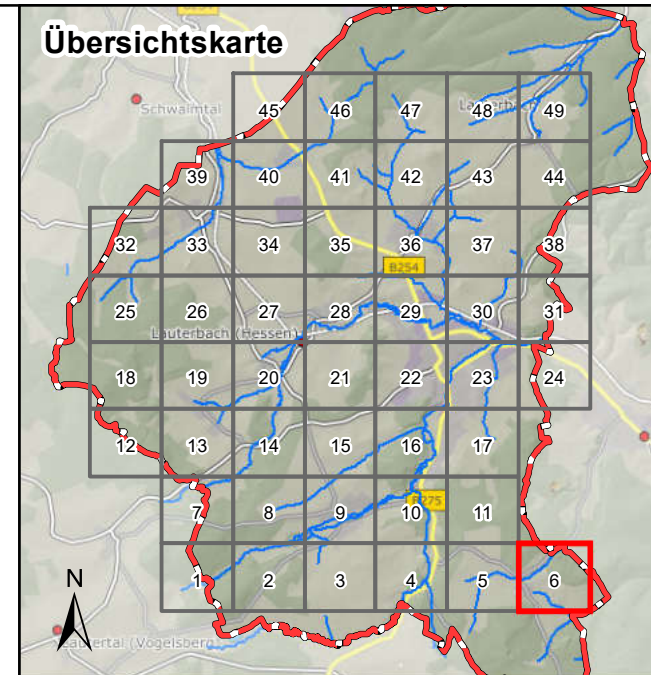 Übersichtskarte
Schwalmtal
45 46 47 48 49
39 40 41 42 43 44
32 33 34 35 36 37 38
B254
25 26 27 28 29 30 31
Lauterbach (Hessen)
18 19 20 21 22 23 24
12 13 14 15 16 17
7 8 9 10 11
B275
1 2 3 4 5 6
N
Lautertal (Vogelsberg)